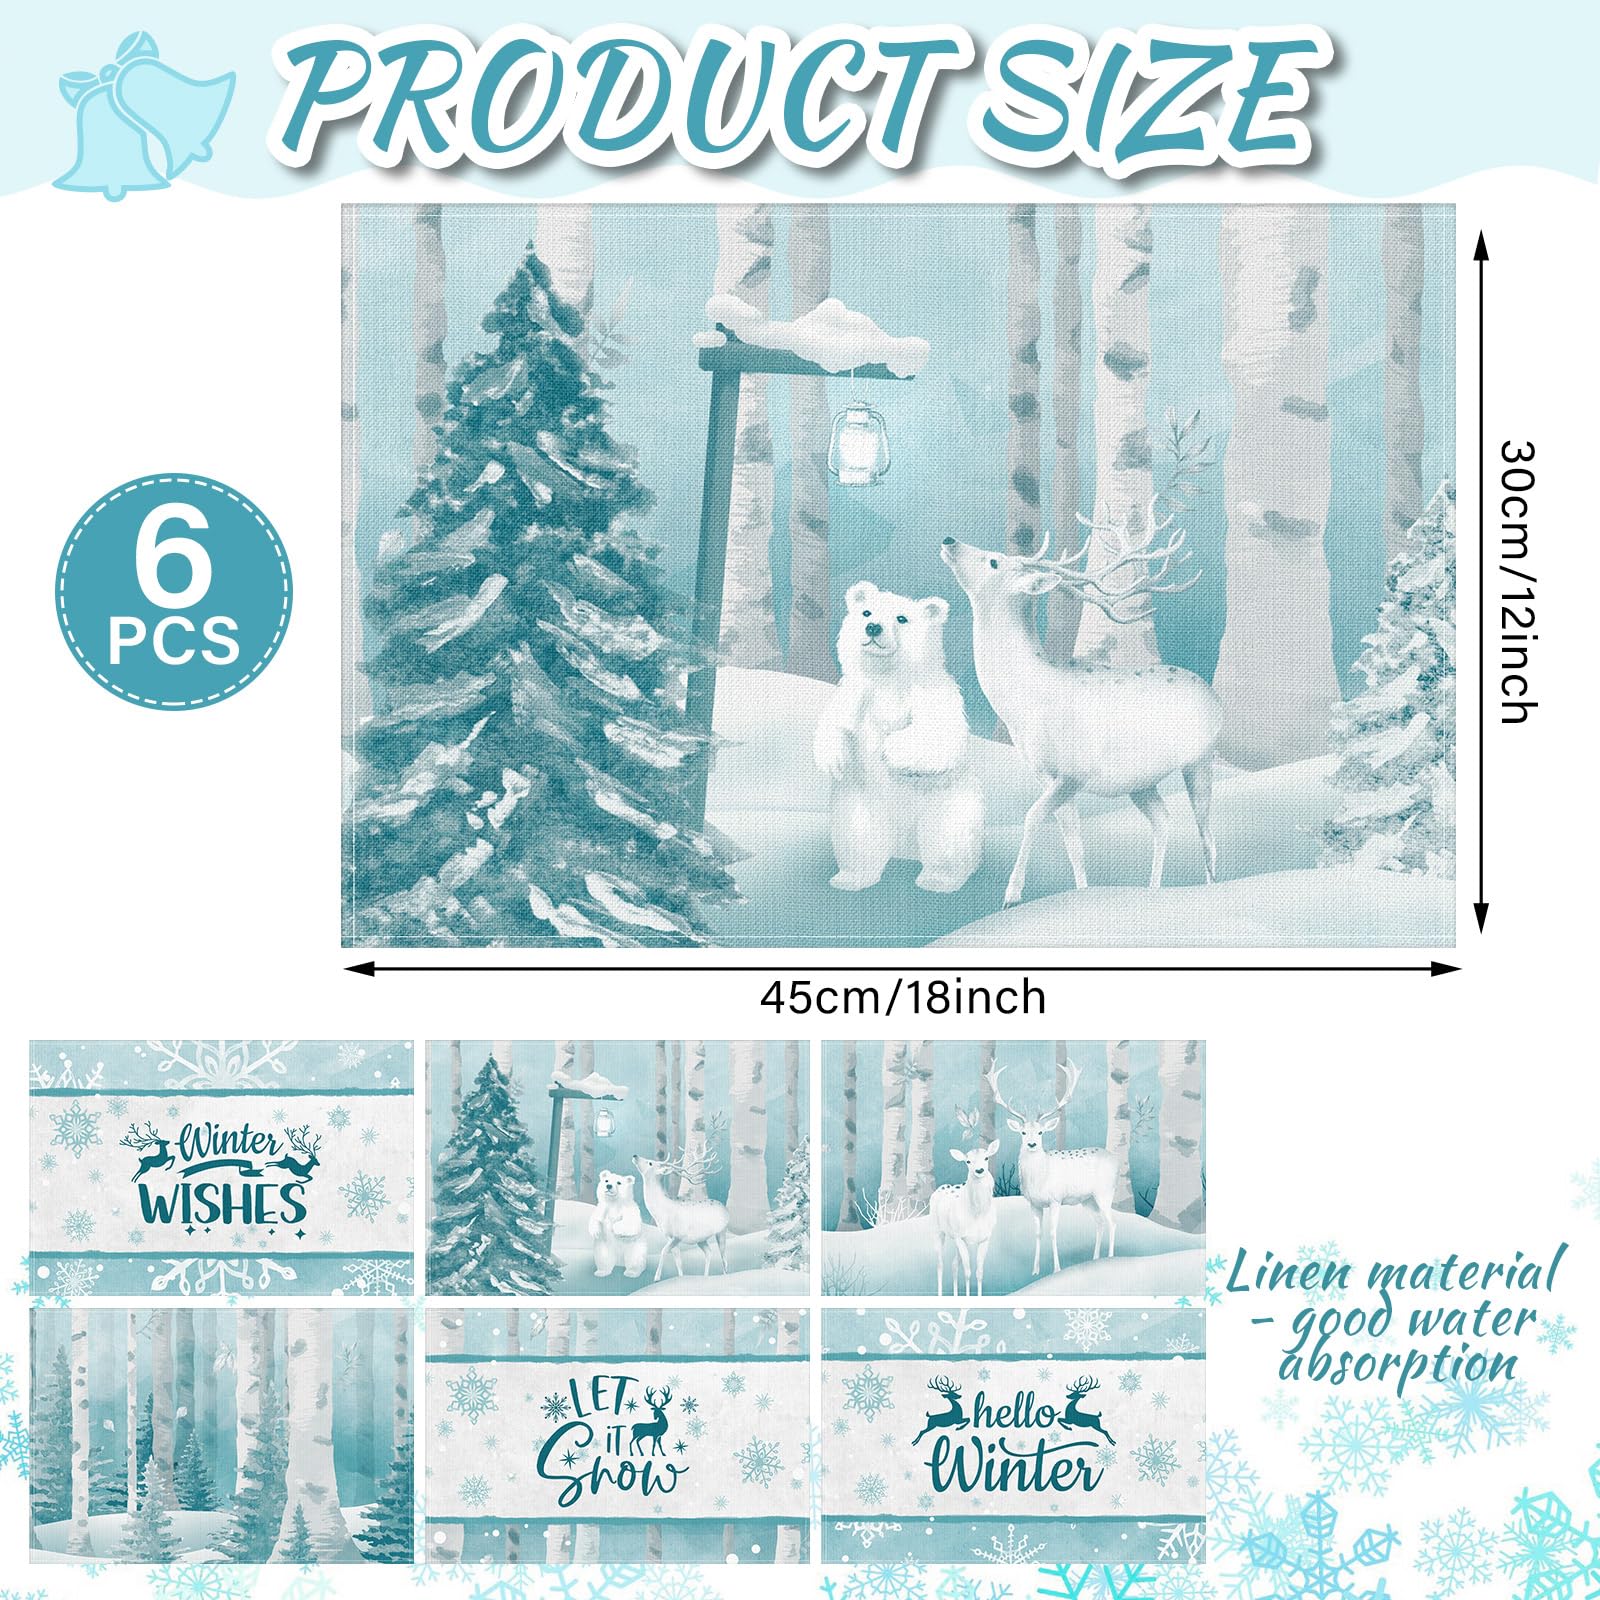 PRODUCT SIZE
6
PCS
30cm/12inch
45cm/18inch
Winter
WISHES
LET
iT
Snow
hello
Winter
Linen material
- good water
absorption